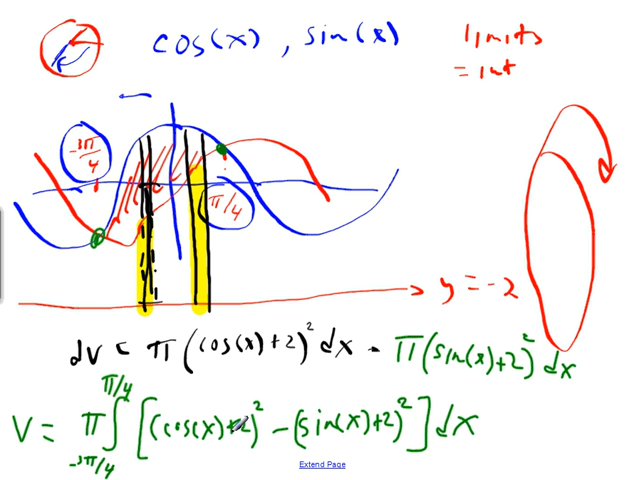 cos(x), sin(x)
limits
= int
-3π/4
π/4
y = -2
dV = π(cos(x)+2)² dx - π(sin(x)+2)² dx
V = π ∫_{-3π/4}^{π/4} [(cos(x)+2)² - (sin(x)+2)²] dx
Extend Page